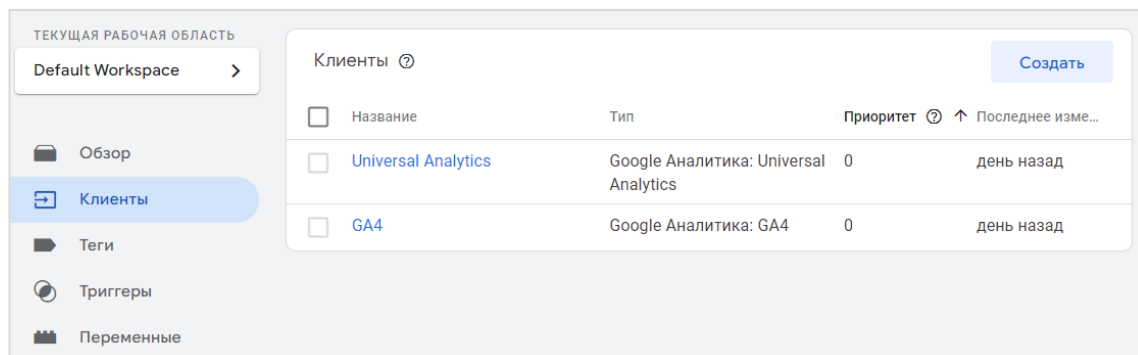 ТЕКУЩАЯ РАБОЧАЯ ОБЛАСТЬ
Default Workspace
Обзор
Клиенты
Теги
Триггеры
Переменные
Клиенты
Создать
Название Тип Приоритет Последнее изме...
Universal Analytics Google Аналитика: Universal 0 день назад
Analytics
GA4 Google Аналитика: GA4 0 день назад